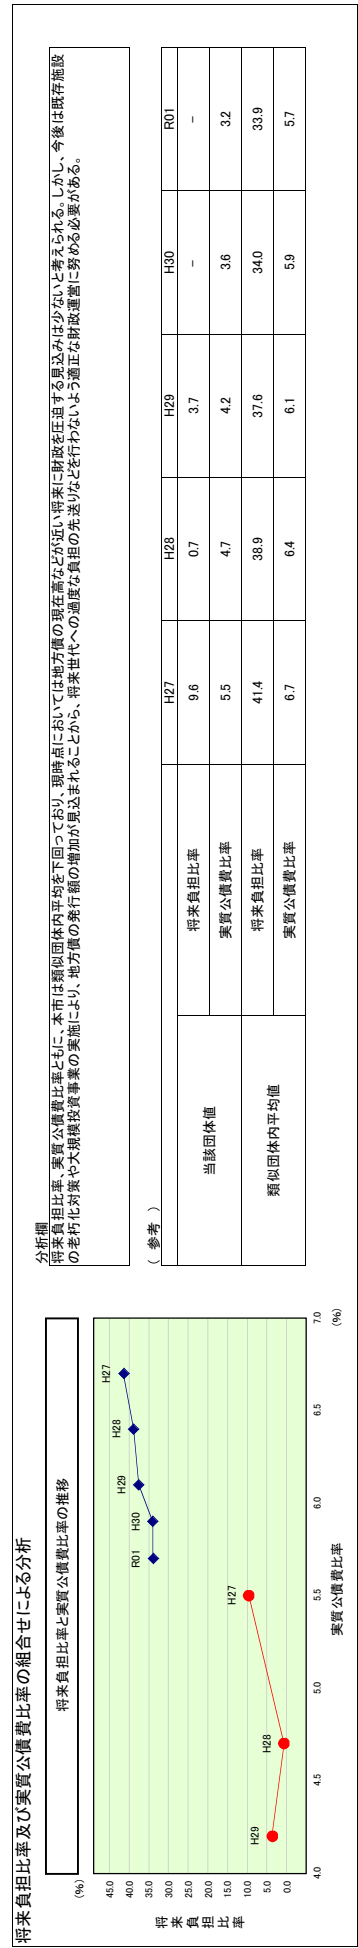 将来負担比率及び実質公債費比率の組合せによる分析
将来負担比率と実質公債費比率の推移
(%)
将来負担比率
45.0
40.0
35.0
30.0
25.0
20.0
15.0
10.0
5.0
0.0
H27
H28
H29
H30
R01
H27
H28
H29
4.0 4.5 5.0 5.5 6.0 6.5 7.0
(%)
実質公債費比率
分析欄
将来負担比率、実質公債費比率ともに、本市は類似団体内平均を下回っており、現時点においては地方債の現在高などが近い将来に財政を圧迫する見込みは少ないと考えられる。しかし、今後は既存施設
の老朽化対策や大規模投資事業の実施により、地方債の発行額の増加が見込まれることから、将来世代への過度な負担の先送りなどを行わないよう適正な財政運営に努める必要がある。
(参考)
H27 H28 H29 H30 R01
当該団体値 将来負担比率 9.6 0.7 3.7 - -
実質公債費比率 5.5 4.7 4.2 3.6 3.2
類似団体内平均値 将来負担比率 41.4 38.9 37.6 34.0 33.9
実質公債費比率 6.7 6.4 6.1 5.9 5.7